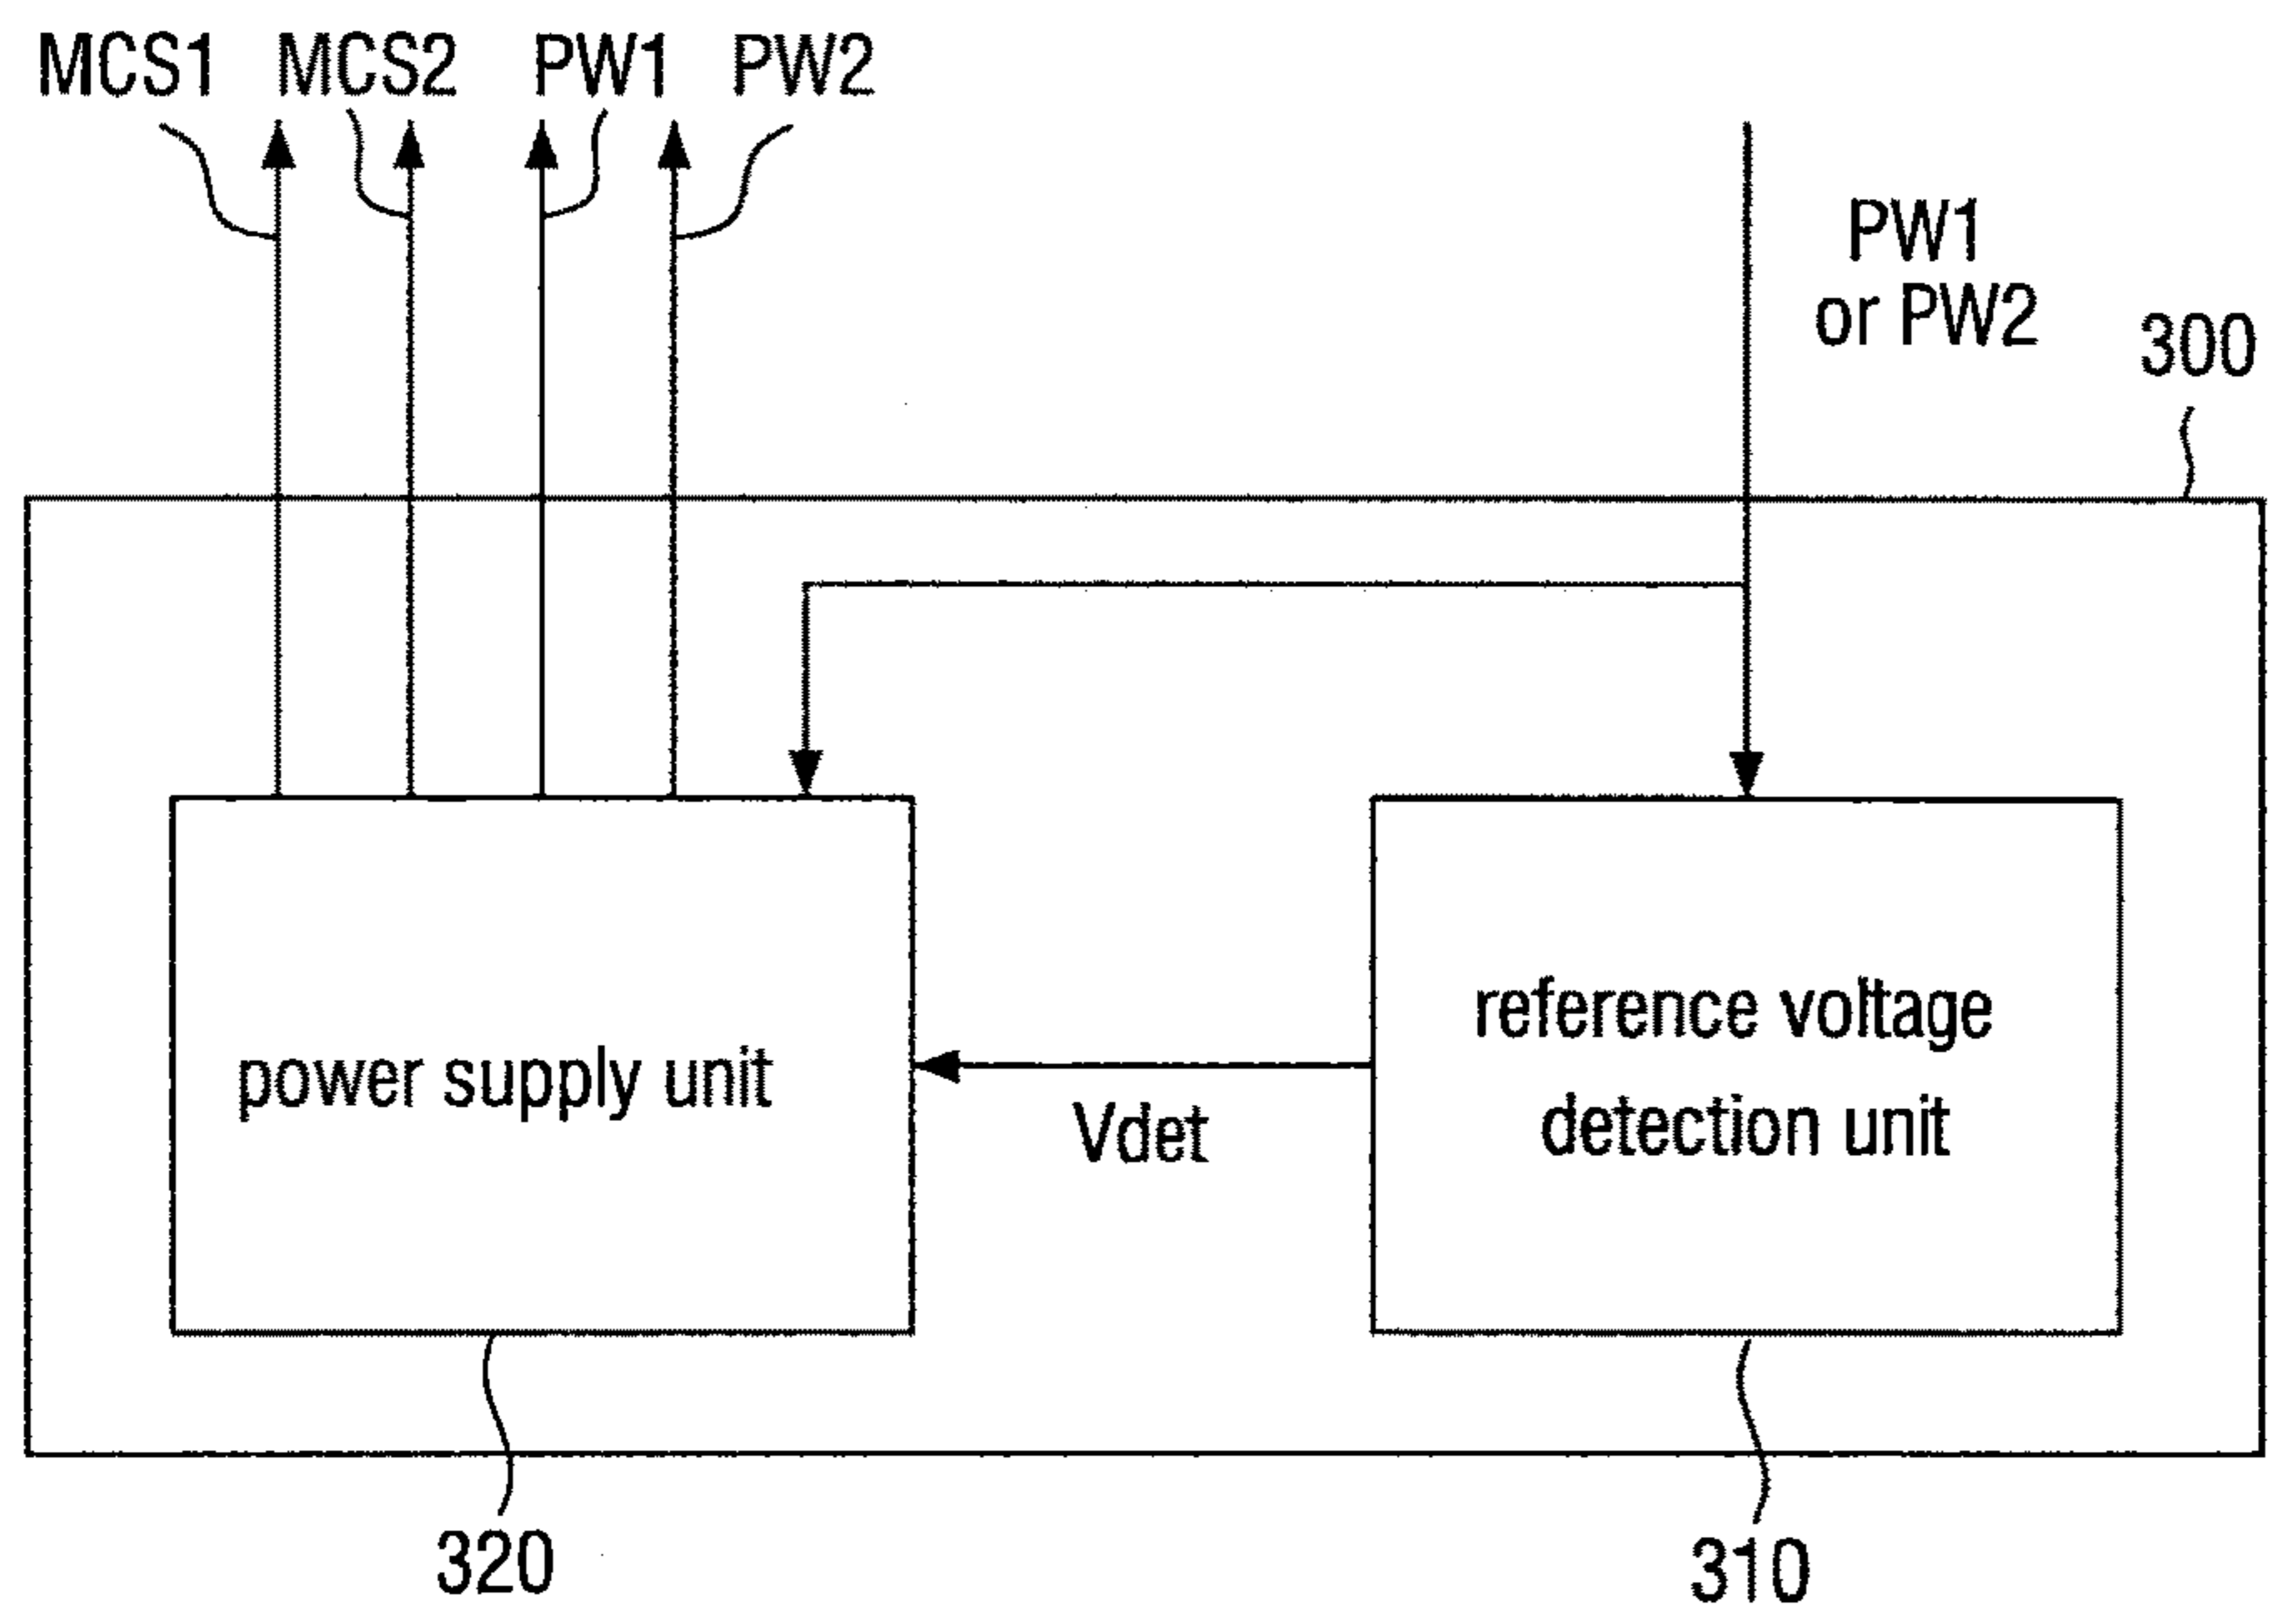 MCS1 MCS2 PW1 PW2
PW1
or PW2
300
power supply unit
Vdet
reference voltage
detection unit
320
310